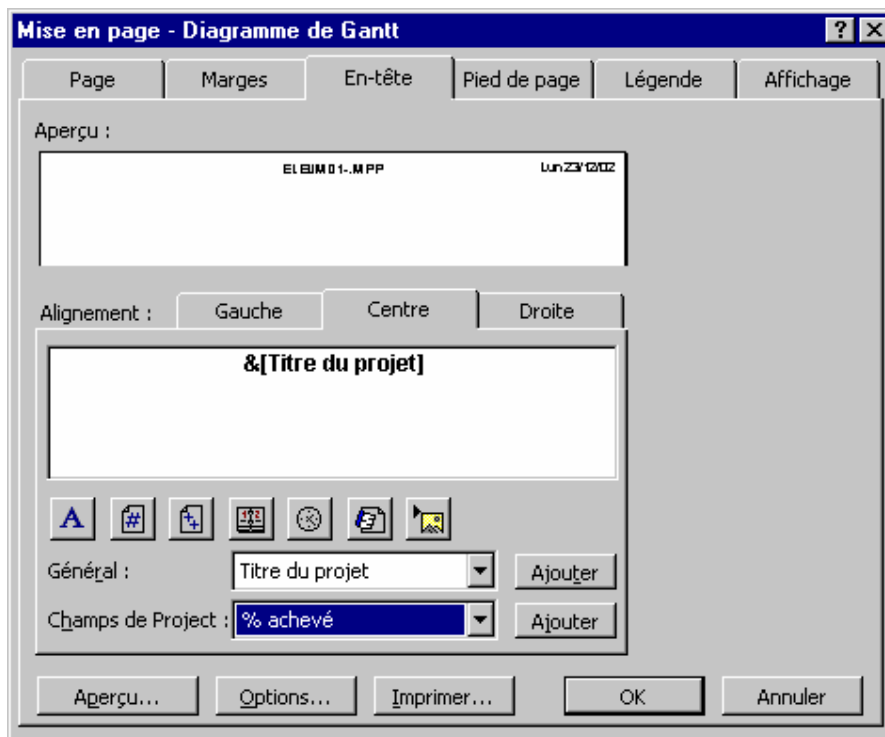 Mise en page - Diagramme de Gantt
Page Marges En-tête Pied de page Légende Affichage
Aperçu :
Lun 23/12/02
Alignement : Gauche Centre Droite
&[Titre du projet]
A # 
Général : Titre du projet Ajouter
Champs de Project : % achevé Ajouter
Aperçu... Options... Imprimer... OK Annuler